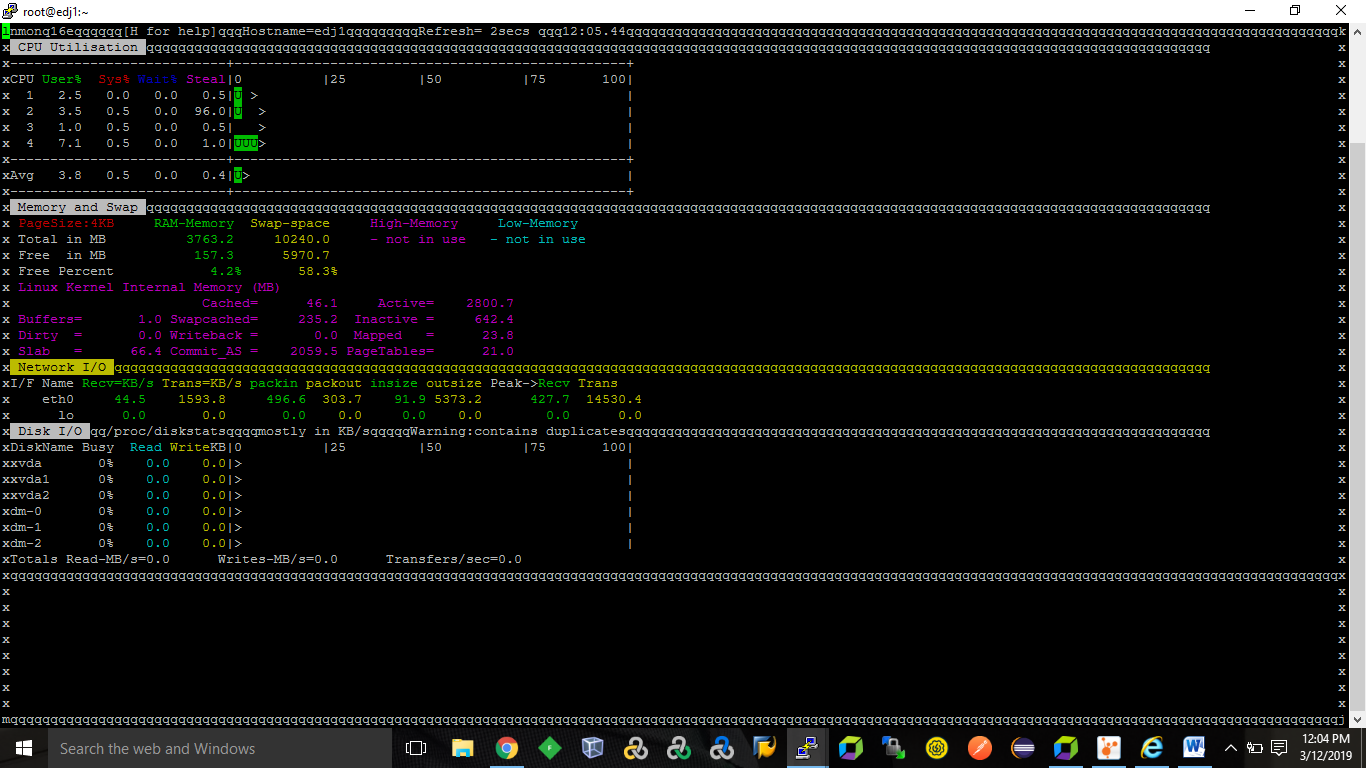 root@edj1:~
lnmonq16eqqqqqq[H for help]qqqHostname=edj1qqqqqqqqqRefresh= 2secs qqq12:05.44qqqqqqqqqqqqqqqqqqqqqqqqqqqqqqqqqqqqqqqqqqqqqqqqqqqqqqqqqqqqqqqqqqqqqqqqqqqqqqqqqqqqqqqqqk
x CPU Utilisation qqqqqqqqqqqqqqqqqqqqqqqqqqqqqqqqqqqqqqqqqqqqqqqqqqqqqqqqqqqqqqqqqqqqqqqqqqqqqqqqqqqqqqqqqqqqqqqqqqqqqqqqqqqqqqqqqqqqqqqqqqqqqqqqqqqqqqqqqqqqq x
x---------------------------+-------------------------------------------------+ x
xCPU User% Sys% Wait% Steal|0 |25 |50 |75 100| x
x 1 2.5 0.0 0.0 0.5|U > | x
x 2 3.5 0.5 0.0 96.0|U > | x
x 3 1.0 0.5 0.0 0.5| > | x
x 4 7.1 0.5 0.0 1.0|UUU> | x
x---------------------------+-------------------------------------------------+ x
xAvg 3.8 0.5 0.0 0.4|U> | x
x---------------------------+-------------------------------------------------+ x
x Memory and Swap qqqqqqqqqqqqqqqqqqqqqqqqqqqqqqqqqqqqqqqqqqqqqqqqqqqqqqqqqqqqqqqqqqqqqqqqqqqqqqqqqqqqqqqqqqqqqqqqqqqqqqqqqqqqqqqqqqqqqqqqqqqqqqqqqqqqqqqqqqqqq x
x PageSize:4KB RAM-Memory Swap-space High-Memory Low-Memory x
x Total in MB 3763.2 10240.0 - not in use - not in use x
x Free in MB 157.3 5970.7 x
x Free Percent 4.2% 58.3% x
x Linux Kernel Internal Memory (MB) x
x Cached= 46.1 Active= 2800.7 x
x Buffers= 1.0 Swapcached= 235.2 Inactive = 642.4 x
x Dirty = 0.0 Writeback = 0.0 Mapped = 23.8 x
x Slab = 66.4 Commit_AS = 2059.5 PageTables= 21.0 x
x Network I/O qqqqqqqqqqqqqqqqqqqqqqqqqqqqqqqqqqqqqqqqqqqqqqqqqqqqqqqqqqqqqqqqqqqqqqqqqqqqqqqqqqqqqqqqqqqqqqqqqqqqqqqqqqqqqqqqqqqqqqqqqqqqqqqqqqqqqqqqqqqqqqqqq x
xI/F Name Recv=KB/s Trans=KB/s packin packout insize outsize Peak->Recv Trans x
x eth0 44.5 1593.8 496.6 303.7 91.9 5373.2 427.7 14530.4 x
x lo 0.0 0.0 0.0 0.0 0.0 0.0 0.0 0.0 x
x Disk I/O qq/proc/diskstatsqqqqmostly in KB/sqqqqqWarning:contains duplicatesqqqqqqqqqqqqqqqqqqqqqqqqqqqqqqqqqqqqqqqqqqqqqqqqqqqqqqqqqqqqqqqqqqqqqqqqq x
xDiskName Busy Read WriteKB|0 |25 |50 |75 100| x
xxvda 0% 0.0 0.0|> | x
xxvda1 0% 0.0 0.0|> | x
xxvda2 0% 0.0 0.0|> | x
xdm-0 0% 0.0 0.0|> | x
xdm-1 0% 0.0 0.0|> | x
xdm-2 0% 0.0 0.0|> | x
xTotals Read-MB/s=0.0 Writes-MB/s=0.0 Transfers/sec=0.0 x
xqqqqqqqqqqqqqqqqqqqqqqqqqqqqqqqqqqqqqqqqqqqqqqqqqqqqqqqqqqqqqqqqqqqqqqqqqqqqqqqqqqqqqqqqqqqqqqqqqqqqqqqqqqqqqqqqqqqqqqqqqqqqqqqqqqqqqqqqqqqqqqqqqqqqqqqqqqqqqqqqqqx
x x
x x
x x
x x
x x
x x
x x
x x
mqqqqqqqqqqqqqqqqqqqqqqqqqqqqqqqqqqqqqqqqqqqqqqqqqqqqqqqqqqqqqqqqqqqqqqqqqqqqqqqqqqqqqqqqqqqqqqqqqqqqqqqqqqqqqqqqqqqqqqqqqqqqqqqqqqqqqqqqqqqqqqqqqqqqqqqqqqqqqqqqqqj
Search the web and Windows
12:04 PM
3/12/2019